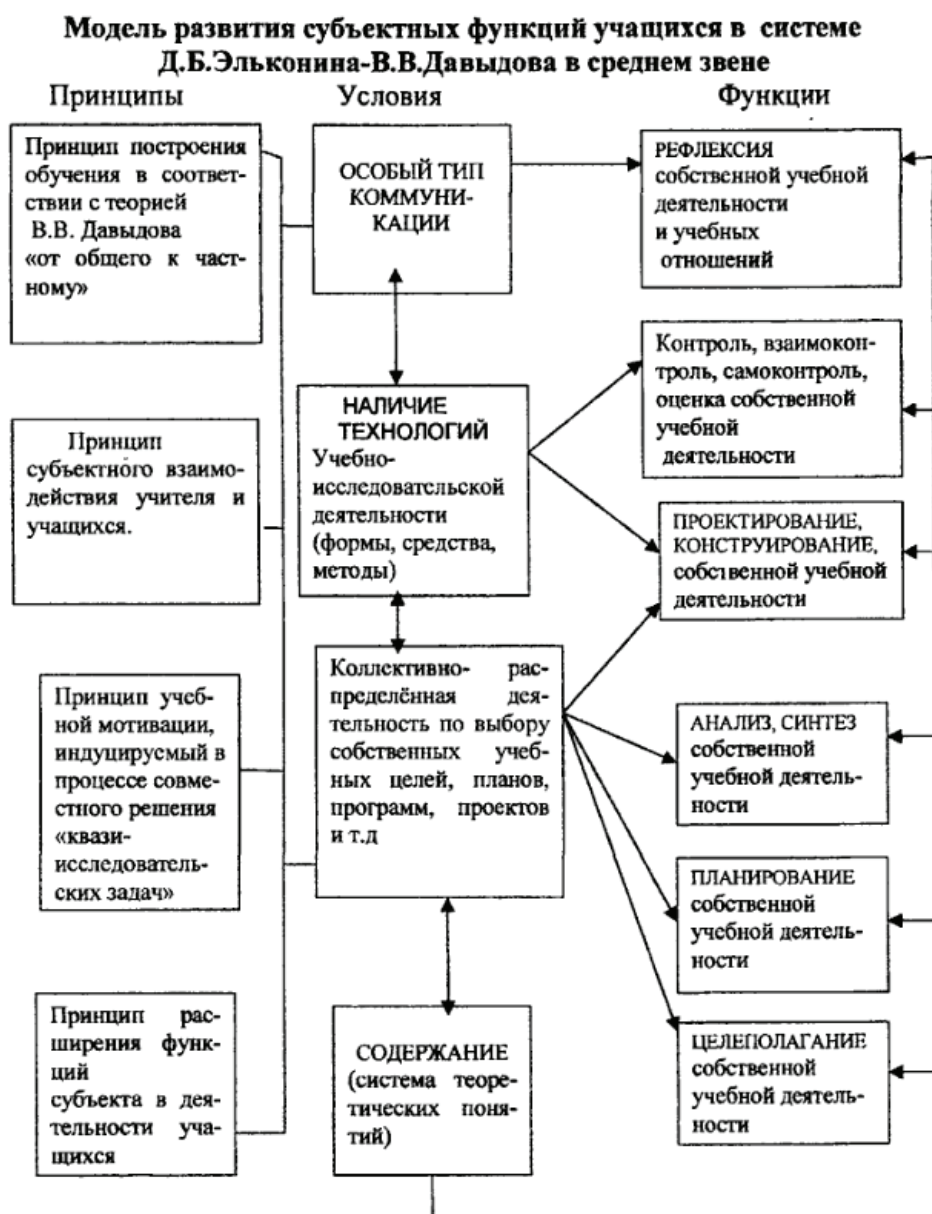 Модель развития субъектных функций учащихся в системе
Д.Б.Эльконина-В.В.Давыдова в среднем звене
Принципы
Условия
Функции
Принцип построения
обучения в соответ-
ствии с теорией
В.В. Давыдова
«от общего к част-
ному»
Принцип
субъектного взаимо-
действия учителя и
учащихся.
Принцип учеб-
ной мотивации,
индуцируемый в
процессе совме-
стного решения
«квази-
исследователь-
ских задач»
Принцип рас-
ширения функ-
ций
субъекта в дея-
тельности уча-
щихся
ОСОБЫЙ ТИП
КОММУНИ-
КАЦИИ
НАЛИЧИЕ
ТЕХНОЛОГИЙ
Учебно-
исследовательской
деятельности
(формы, средства,
методы)
Коллективно- рас-
пределённая дея-
тельность по выбору
собственных учеб-
ных целей, планов,
программ, проектов
и т.д
СОДЕРЖАНИЕ
(система теоре-
тических поня-
тий)
РЕФЛЕКСИЯ
собственной учебной
деятельности
и учебных
отношений
Контроль, взаимокон-
троль, самоконтроль,
оценка собственной
учебной
деятельности
ПРОЕКТИРОВАНИЕ,
КОНСТРУИРОВАНИЕ,
собственной учебной
деятельности
АНАЛИЗ, СИНТЕЗ
собственной
учебной деятель-
ности
ПЛАНИРОВАНИЕ
собственной
учебной деятель-
ности
ЦЕЛЕПОЛАГАНИЕ
собственной
учебной деятель-
ности